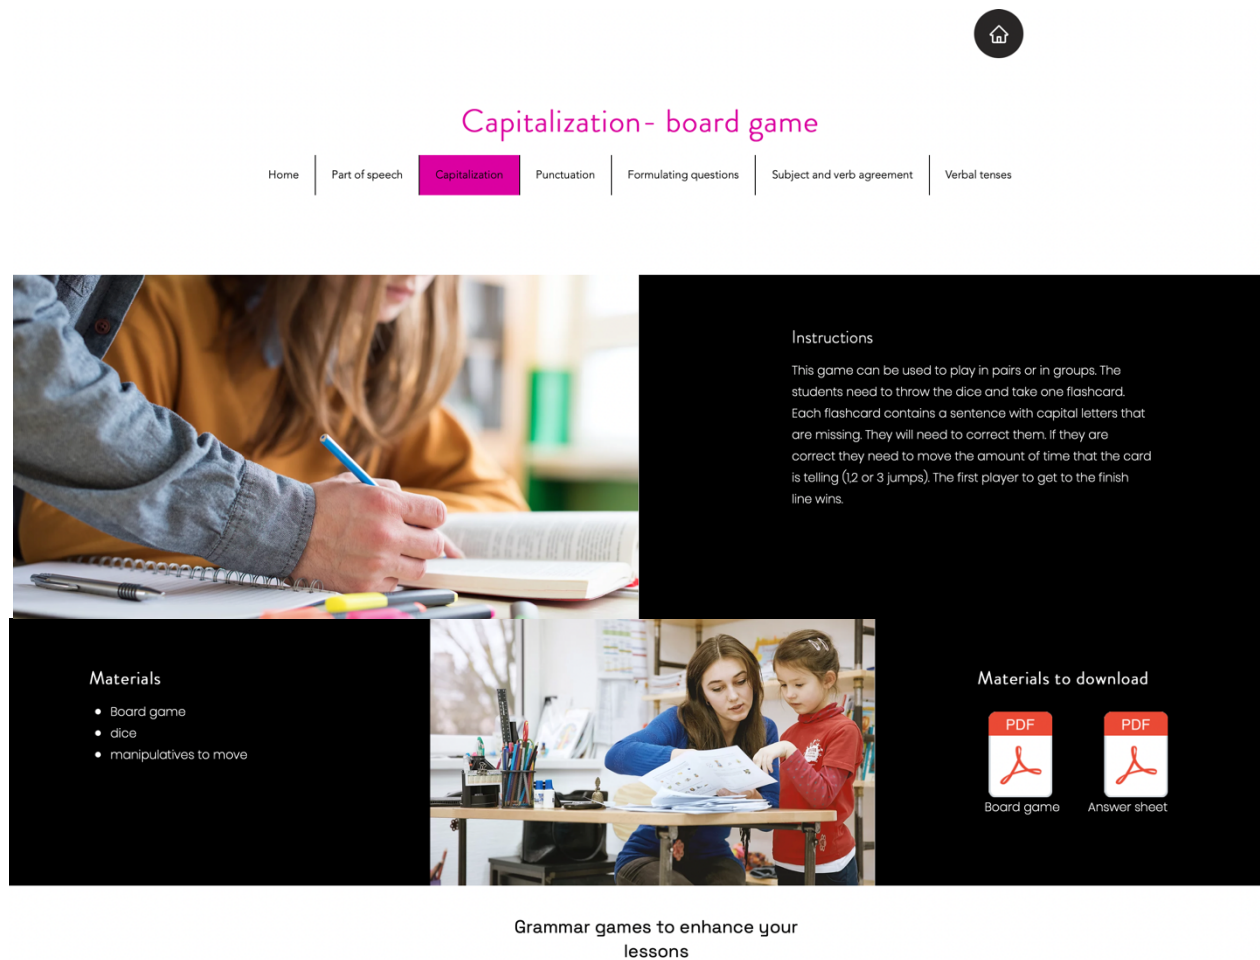 Capitalization- board game
Home
Part of speech
Capitalization
Punctuation
Formulating questions
Subject and verb agreement
Verbal tenses
Instructions
This game can be used to play in pairs or in groups. The
students need to throw the dice and take one flashcard.
Each flashcard contains a sentence with capital letters that
are missing. They will need to correct them. If they are
correct they need to move the amount of time that the card
is telling (1,2 or 3 jumps). The first player to get to the finish
line wins.
Materials
Board game
dice
manipulatives to move
Materials to download
PDF
PDF
Board game
Answer sheet
Grammar games to enhance your
lessons